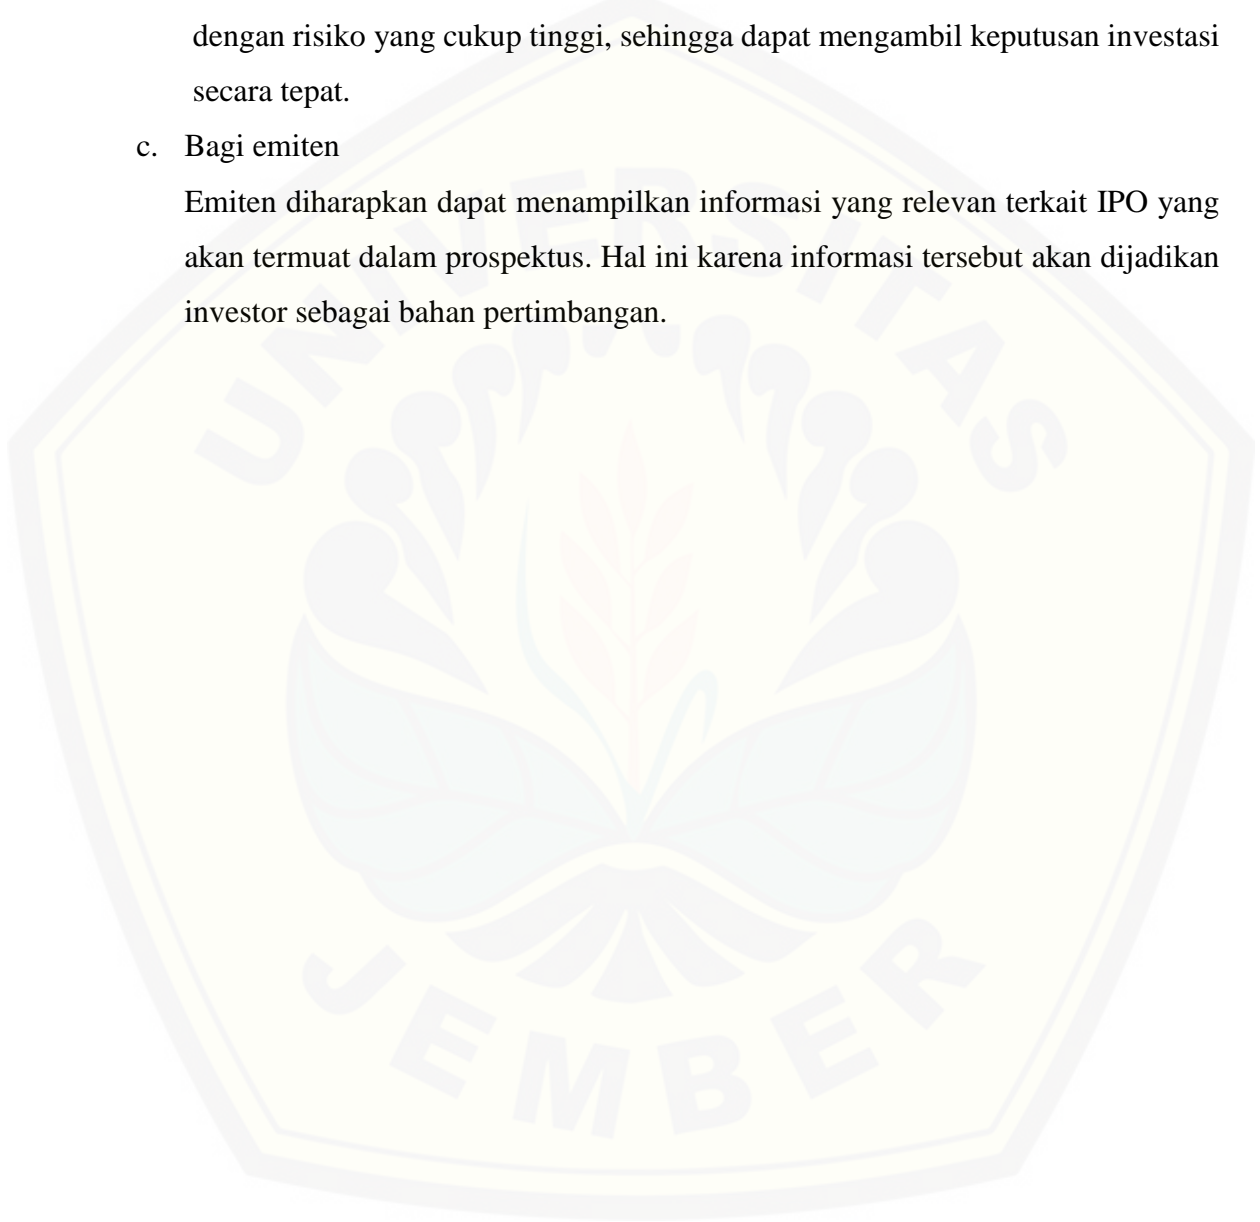 dengan risiko yang cukup tinggi, sehingga dapat mengambil keputusan investasi
secara tepat.
c. Bagi emiten
Emiten diharapkan dapat menampilkan informasi yang relevan terkait IPO yang
akan termuat dalam prospektus. Hal ini karena informasi tersebut akan dijadikan
investor sebagai bahan pertimbangan.
UNIVERSITAS
JEMBER